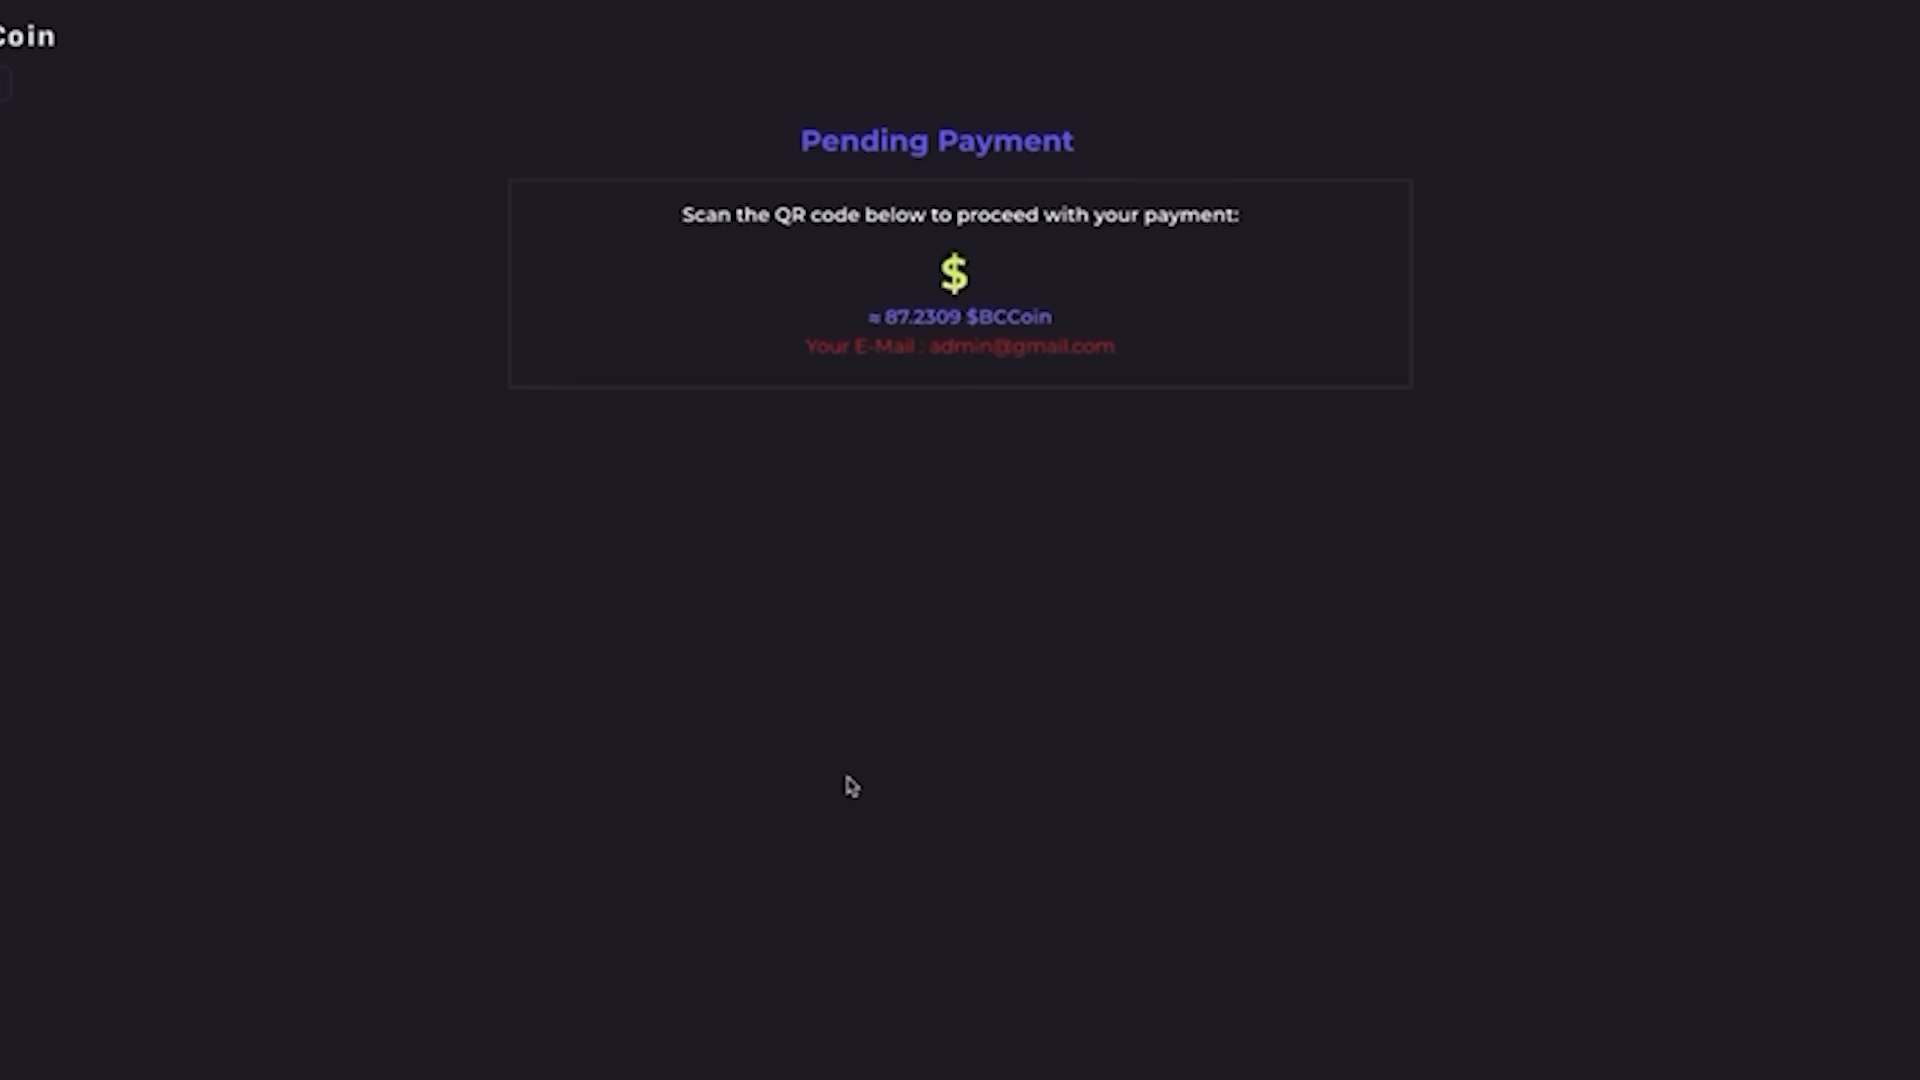 Coin
Pending Payment
Scan the QR code below to proceed with your payment:
$
≈ 87.2309 $BCCoin
Your E-Mail : admin@gmail.com